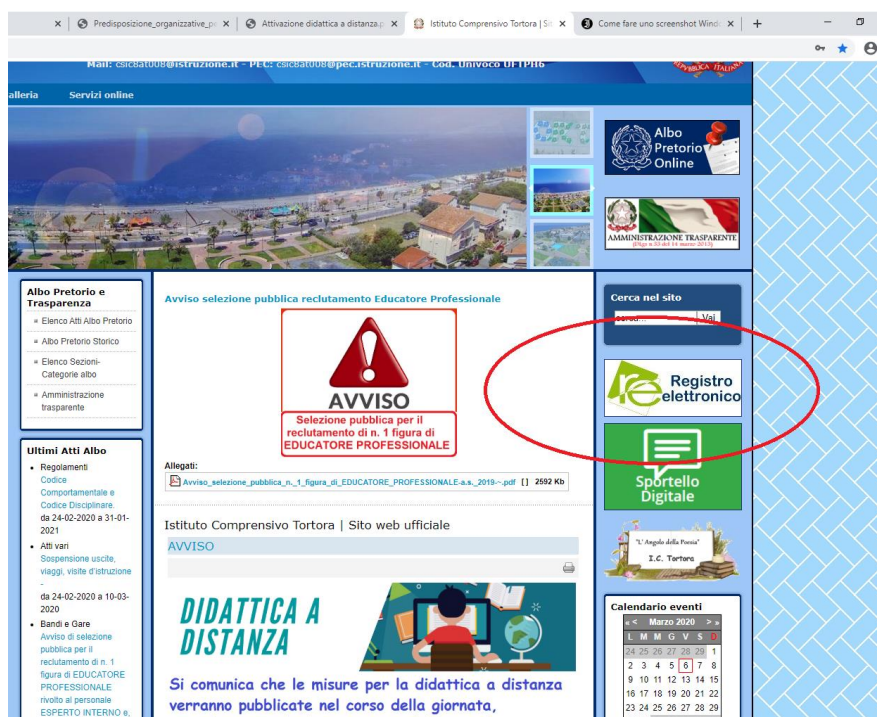 Predisposizione_organizzative_pe
Attivazione didattica a distanza.p
Istituto Comprensivo Tortora | Sit
Come fare uno screenshot Windo
Mail: csic8at008@istruzione.it - PEC: csic8at008@pec.istruzione.it - Cod. Univoco UFTPH6
REPVBBLICA ITALIANA
alleria Servizi online
Albo
Pretorio
Online
AMMINISTRAZIONE TRASPARENTE
(Dlgs n 33 del 14 marzo 2013)
Albo Pretorio e
Trasparenza
Elenco Atti Albo Pretorio
Albo Pretorio Storico
Elenco Sezioni-
Categorie albo
Amministrazione
trasparente
Ultimi Atti Albo
Regolamenti
Codice
Comportamentale e
Codice Disciplinare.
da 24-02-2020 a 31-01-
2021
Atti vari
Sospensione uscite,
viaggi, visite d'istruzione
-
da 24-02-2020 a 10-03-
2020
Bandi e Gare
Avviso di selezione
pubblica per il
reclutamento di n. 1
figura di EDUCATORE
PROFESSIONALE
rivolto al personale
ESPERTO INTERNO e,
Avviso selezione pubblica reclutamento Educatore Professionale
AVVISO
Selezione pubblica per il
reclutamento di n. 1 figura di
EDUCATORE PROFESSIONALE
Allegati:
Avviso_selezione_pubblica_n._1_figura_di_EDUCATORE_PROFESSIONALE-a.s._2019-~.pdf [] 2592 Kb
Istituto Comprensivo Tortora | Sito web ufficiale
AVVISO
DIDATTICA A
DISTANZA
Si comunica che le misure per la didattica a distanza
verranno pubblicate nel corso della giornata,
Cerca nel sito
cerca... Vai
re Registro
elettronico
Sportello
Digitale
"L' Angolo della Poesia"
I.C. Tortora
Calendario eventi
« < Marzo 2020 > »
L M M G V S D
24 25 26 27 28 29 1
2 3 4 5 6 7 8
9 10 11 12 13 14 15
16 17 18 19 20 21 22
23 24 25 26 27 28 29